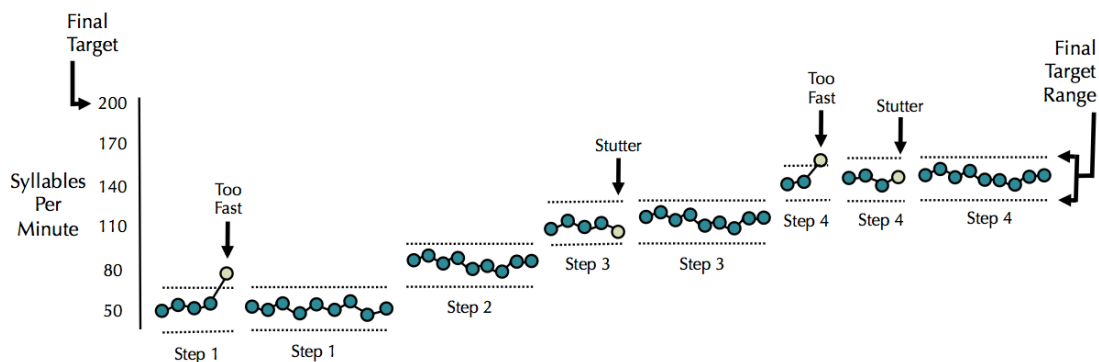 Final
Target
200
170
140
110
80
50
Syllables
Per
Minute
Too
Fast
Step 1
Step 1
Step 2
Stutter
Step 3
Step 3
Too
Fast
Step 4
Stutter
Step 4
Step 4
Final
Target
Range